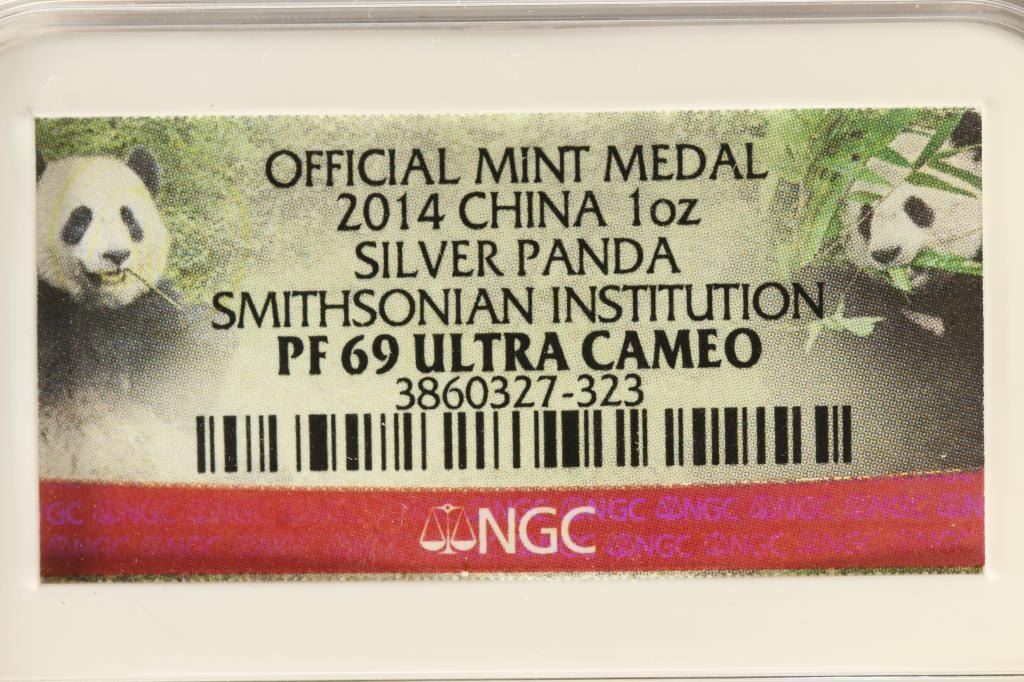 OFFICIAL MINT MEDAL
2014 CHINA 1oz
SILVER PANDA
SMITHSONIAN INSTITUTION
PF 69 ULTRA CAMEO
3860327-323
NGC